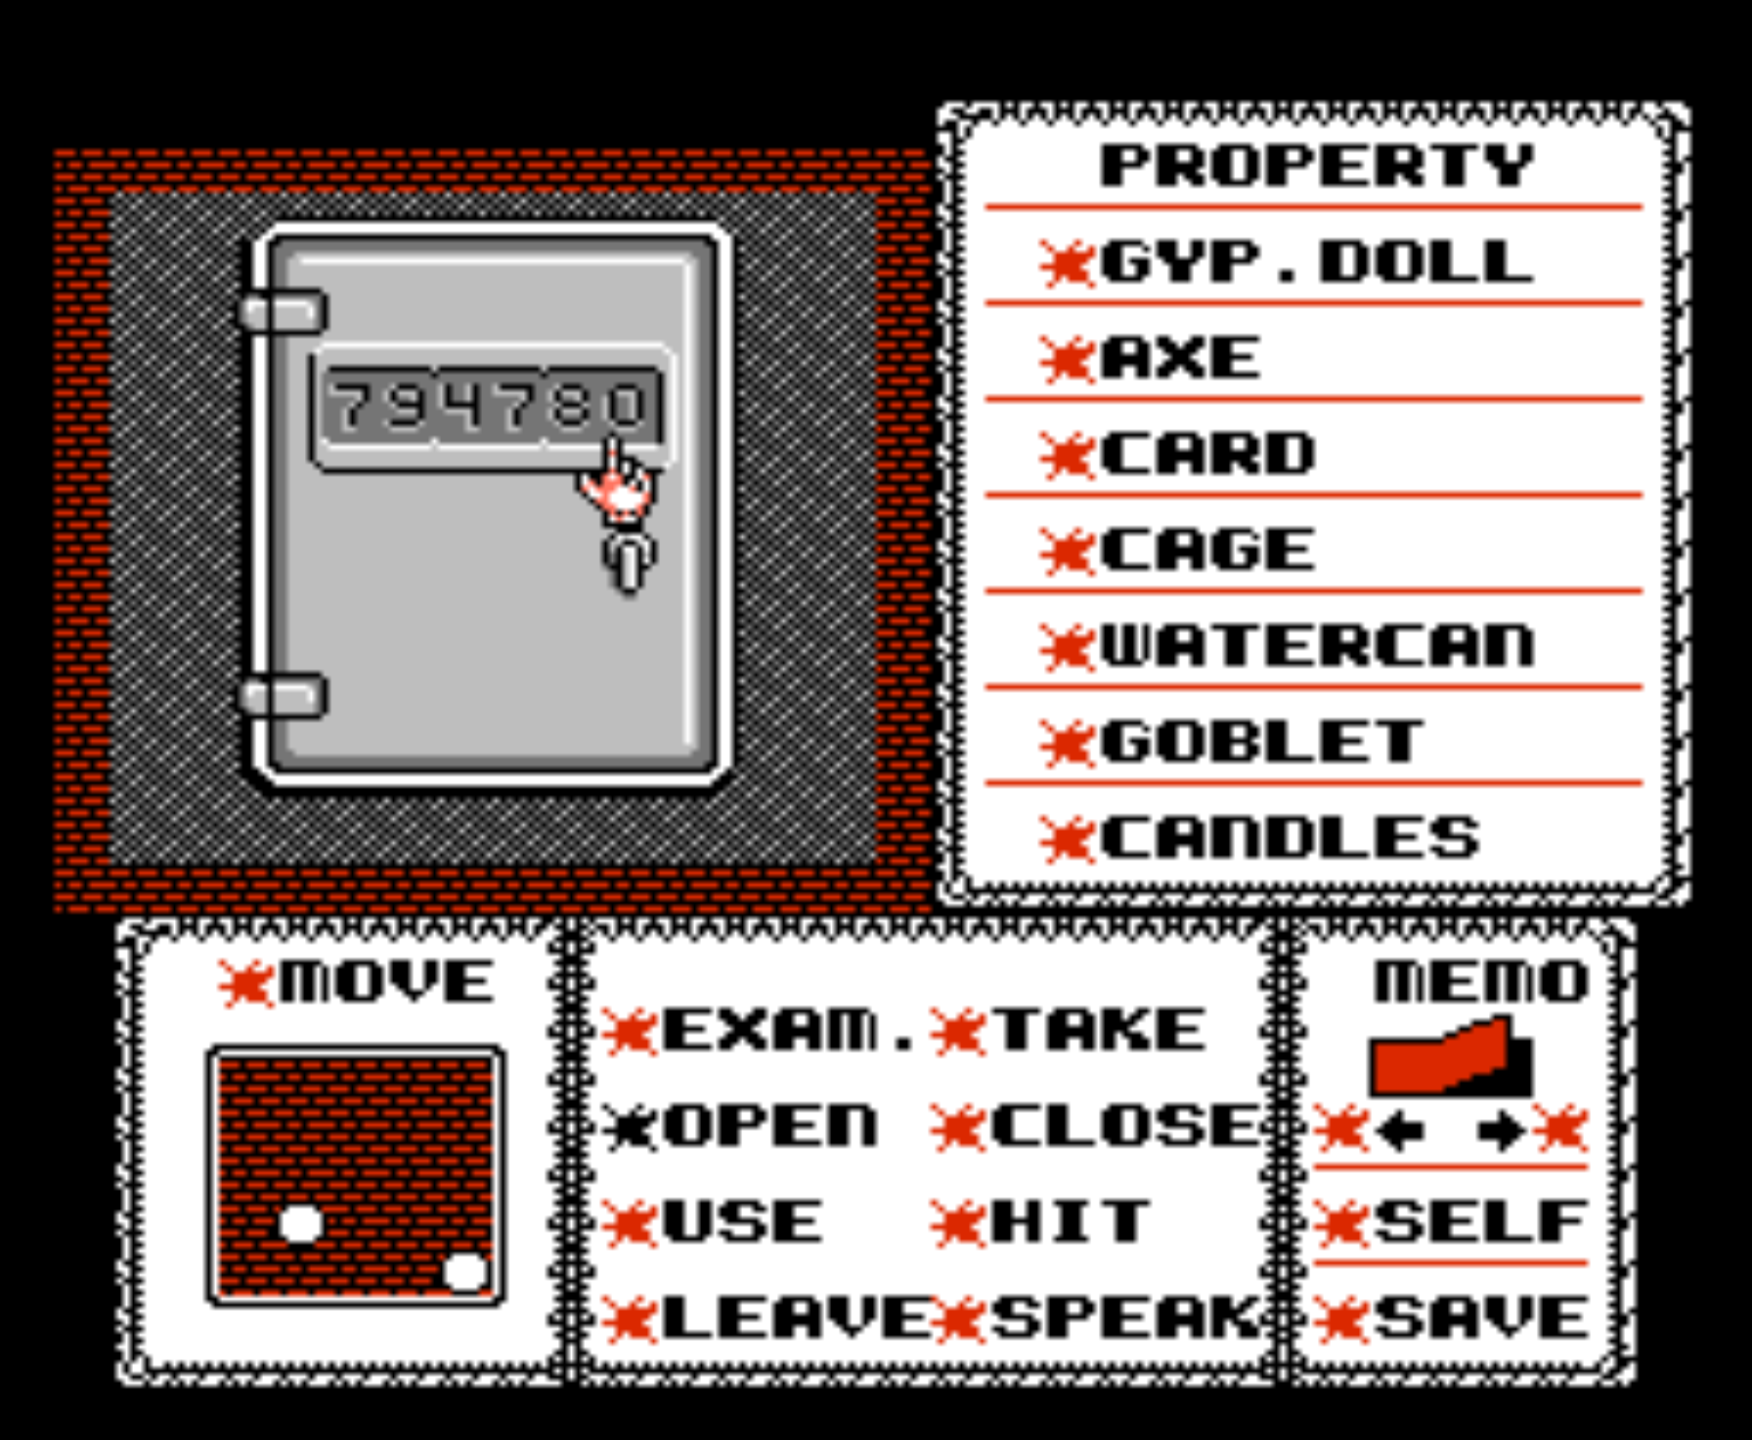 PROPERTY
GYP.DOLL
AXE
CARD
CAGE
WATERCAN
GOBLET
CANDLES
794780
MOVE
EXAM. TAKE
OPEN CLOSE
USE HIT
LEAVE SPEAK
MEMO
SELF
SAVE